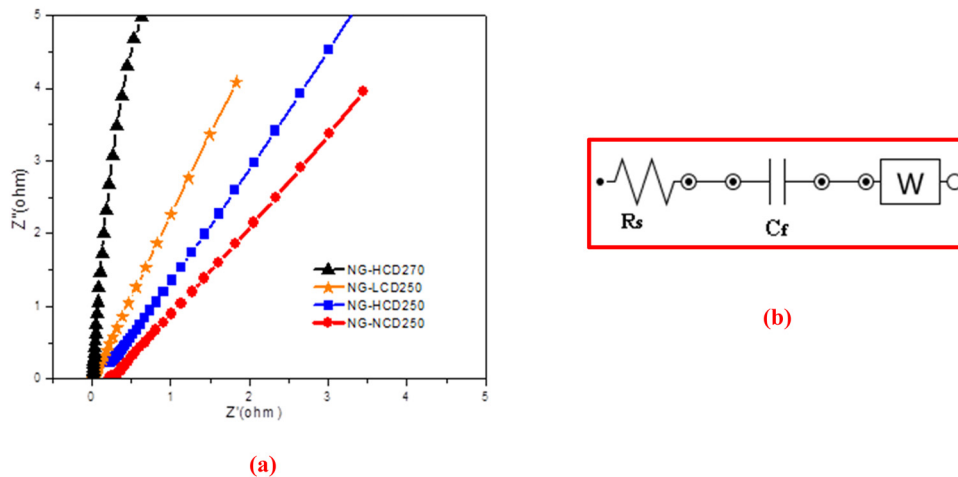 5
4
3
2
1
0
Z"(ohm)
0
1
2
3
4
5
Z'(ohm)
NG-HCD270
NG-LCD250
NG-HCD250
NG-NCD250
(a)
Rs
Cf
W
(b)